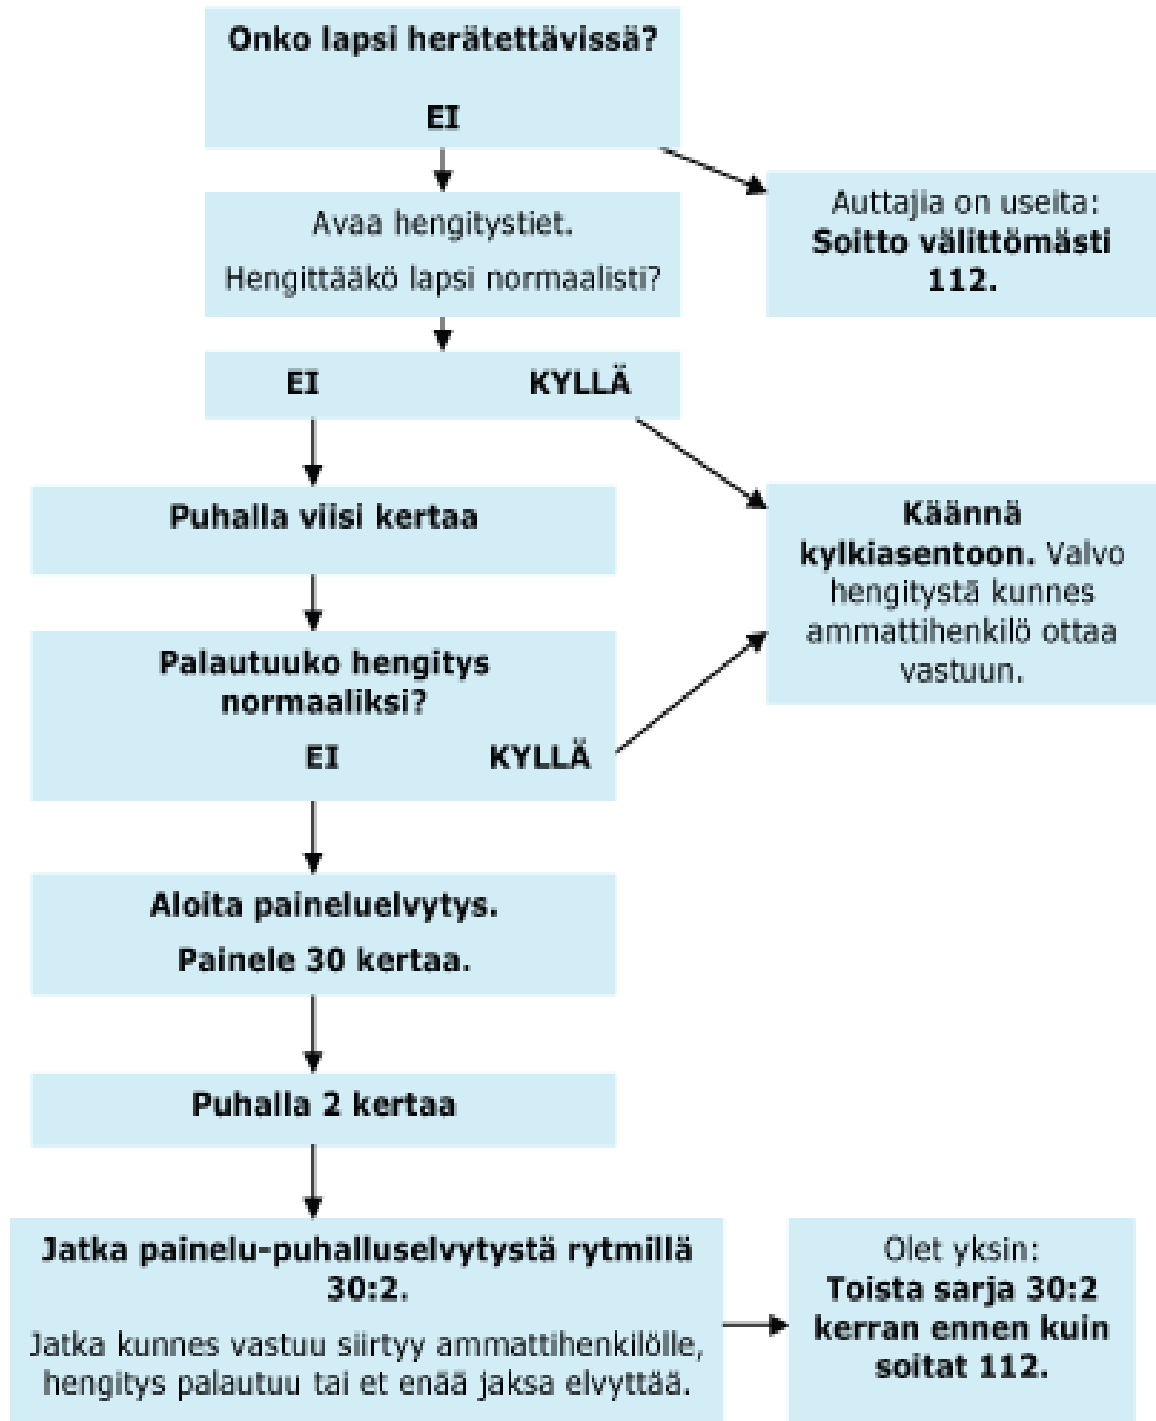 Onko lapsi herätettävissä?
EI
Auttajia on useita:
Soitto välittömästi
112.
Avaa hengitystiet.
Hengittääkö lapsi normaalisti?
EI KYLLÄ
Puhalla viisi kertaa
Käännä
kylkiasentoon. Valvo
hengitystä kunnes
ammattihenkilö ottaa
vastuun.
Palautuuko hengitys
normaaliksi?
EI KYLLÄ
Aloita paineluelvytys.
Painele 30 kertaa.
Puhalla 2 kertaa
Jatka painelu-puhalluselvytystä rytmillä
30:2.
Jatka kunnes vastuu siirtyy ammattihenkilölle,
hengitys palautuu tai et enää jaksa elvyttää.
Olet yksin:
Toista sarja 30:2
kerran ennen kuin
soitat 112.